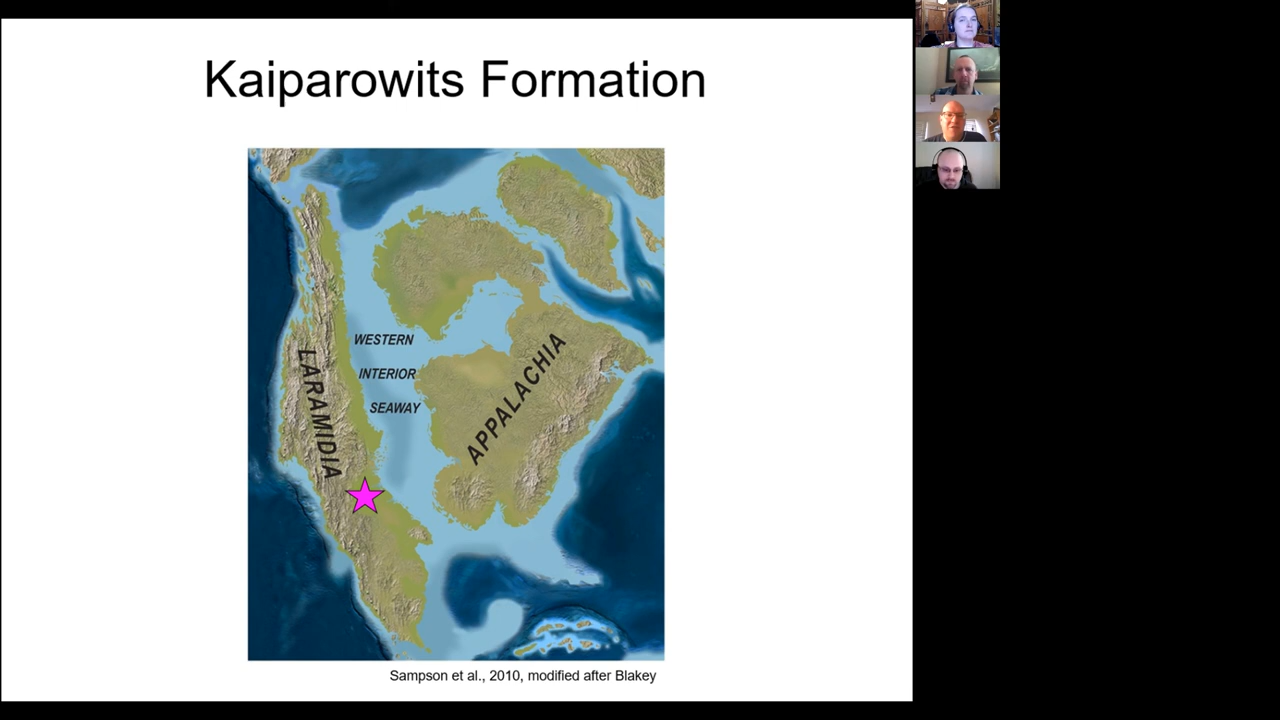 Kaiparowits Formation
WESTERN
INTERIOR
SEAWAY
LARAMIDIA
APPALACHIA
Sampson et al., 2010, modified after Blakey